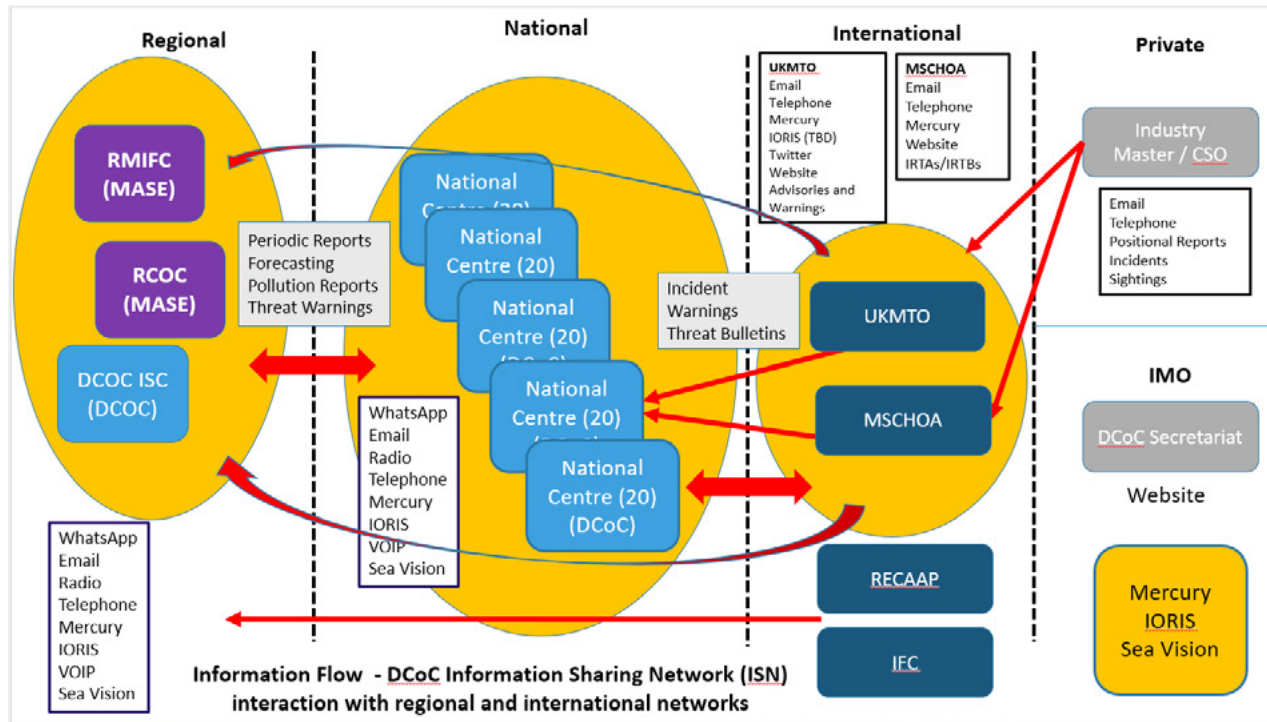 Regional
National
International
Private
RMIFC
(MASE)
RCOC
(MASE)
DCOC ISC
(DCOC)
WhatsApp
Email
Radio
Telephone
Mercury
IORIS
VOIP
Sea Vision
Periodic Reports
Forecasting
Pollution Reports
Threat Warnings
National
National
Centre (20)
National
Centre (20)
National
Centre (20)
National
Centre (20)
(DCoC)
WhatsApp
Email
Radio
Telephone
Mercury
IORIS
VOIP
Sea Vision
Incident
Warnings
Threat Bulletins
UKMTO
Email
Telephone
Mercury
IORIS (TBD)
Twitter
Website
Advisories and
Warnings
MSCHOA
Email
Telephone
Mercury
Website
IRTAs/IRTBs
UKMTO
MSCHOA
RECAAP
IFC
Industry
Master / CSO
Email
Telephone
Positional Reports
Incidents
Sightings
IMO
DCoC Secretariat
Website
Mercury
IORIS
Sea Vision
Information Flow - DCoC Information Sharing Network (ISN)
interaction with regional and international networks